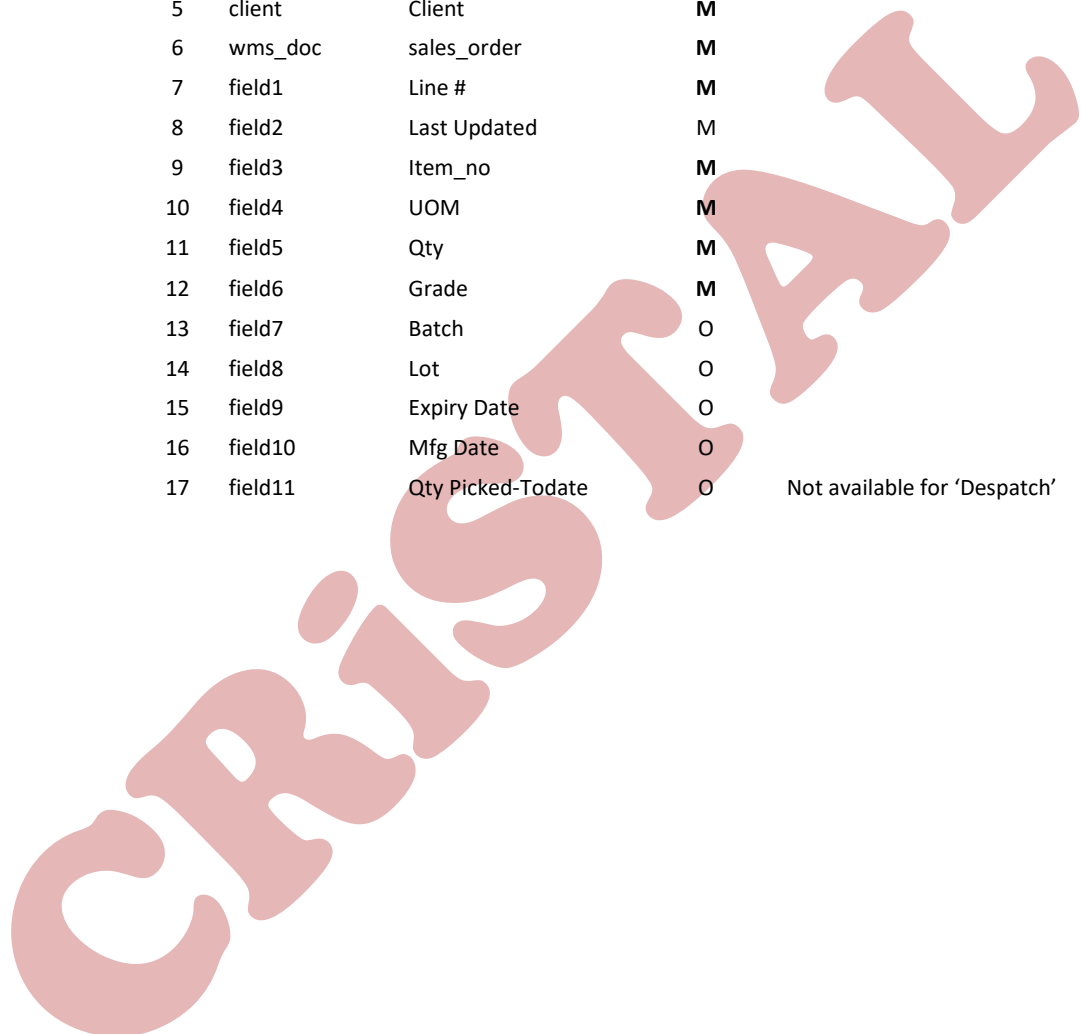 5 client Client M
6 wms_doc sales_order M
7 field1 Line # M
8 field2 Last Updated M
9 field3 Item_no M
10 field4 UOM M
11 field5 Qty M
12 field6 Grade M
13 field7 Batch O
14 field8 Lot O
15 field9 Expiry Date O
16 field10 Mfg Date O
17 field11 Qty Picked-Todate O Not available for ‘Despatch’
CRiSTAL